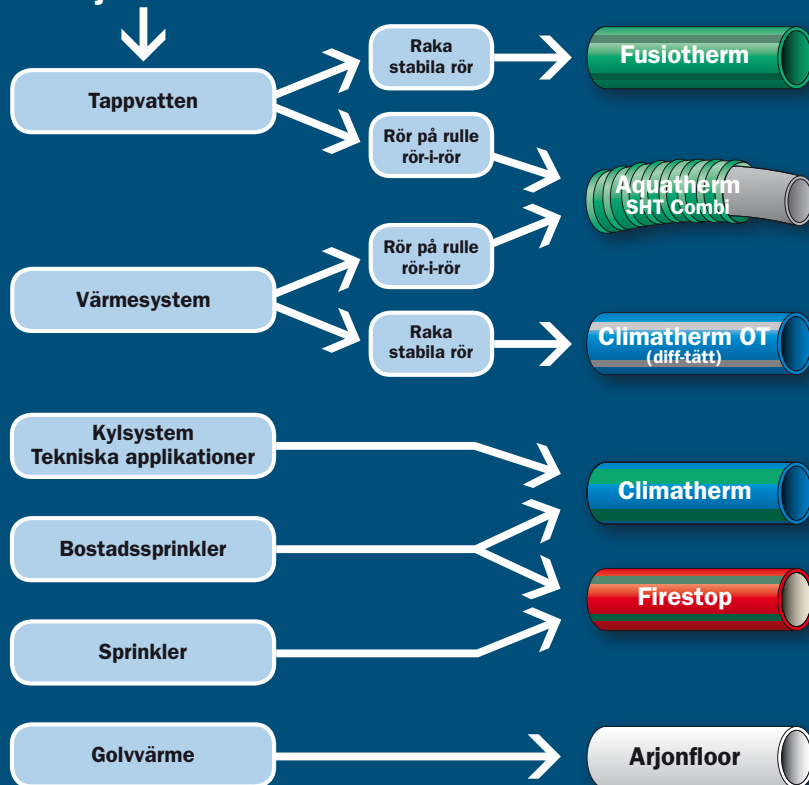 Raka
stabila rör
Fusiotherm
Tappvatten
Rör på rulle
rör-i-rör
Aquatherm
SHT Combi
Rör på rulle
rör-i-rör
Värmesystem
Raka
stabila rör
Climatherm OT
(diff-tätt)
Kylsystem
Tekniska applikationer
Climatherm
Bostadssprinkler
Firestop
Sprinkler
Golvvärme
Arjonfloor